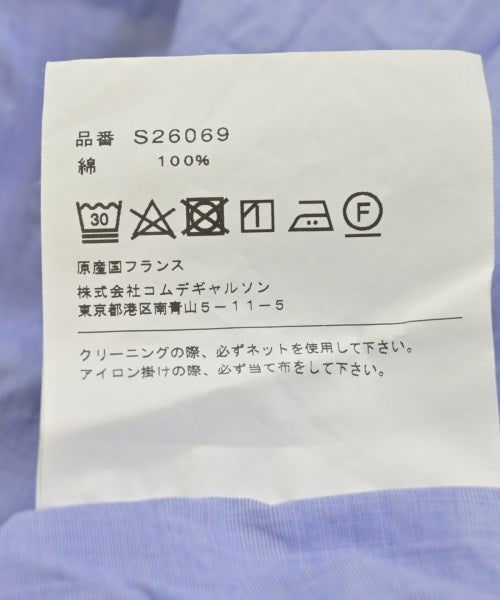 品番 S26069
綿 100%
30 F
原産国フランス
株式会社コムデギャルソン
東京都港区南青山5-11-5
クリーニングの際、必ずネットを使用して下さい。
アイロン掛けの際、必ず当て布をして下さい。